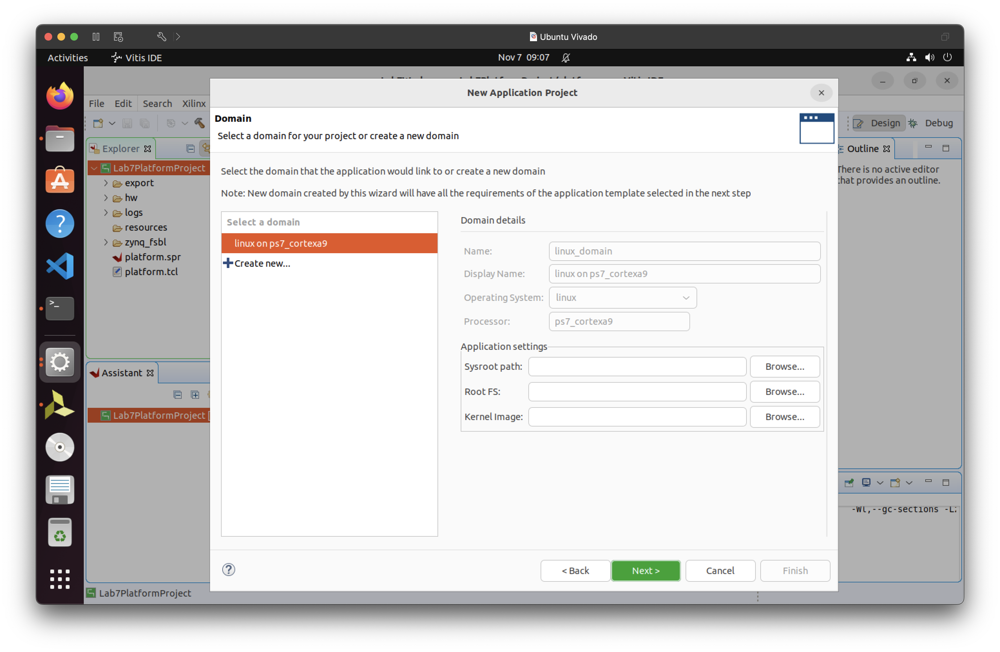 Ubuntu Vivado
Activities
Vitis IDE
Nov 7 09:07
New Application Project
File
Edit
Search
Xilinx
Domain
Select a domain for your project or create a new domain
Design
Debug
Explorer
Outline
Lab7PlatformProject
export
hw
logs
resources
zynq_fsbl
platform.spr
platform.tcl
There is no active editor
that provides an outline.
Select the domain that the application would link to or create a new domain
Note: New domain created by this wizard will have all the requirements of the application template selected in the next step
Select a domain
linux on ps7_cortexa9
Create new...
Domain details
Name:
linux_domain
Display Name:
linux on ps7_cortexa9
Operating System:
linux
Processor:
ps7_cortexa9
Application settings
Sysroot path:
Browse...
Root FS:
Browse...
Kernel Image:
Browse...
Assistant
Lab7PlatformProject [
-Wl,--gc-sections
< Back
Next >
Cancel
Finish
Lab7PlatformProject